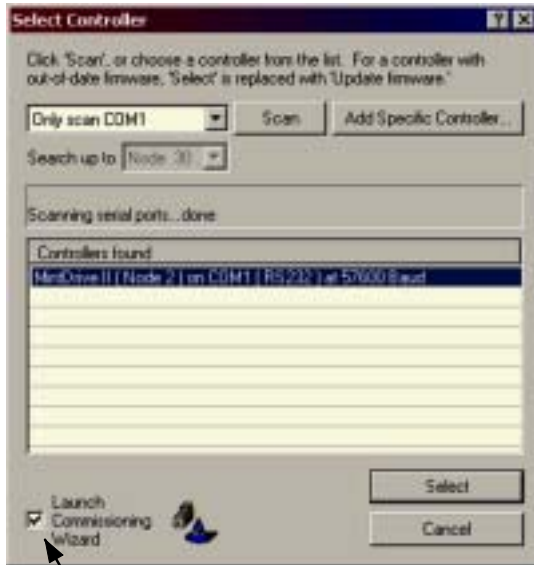 Select Controller
Click 'Scan', or choose a controller from the list. For a controller with
out-of-date firmware, 'Select' is replaced with 'Update firmware.'
Only scan COM1
Scan
Add Specific Controller...
Search up to Node 30
Scanning serial ports...done
Controllers found
MintDrive II ( Node 2 ) on COM1 ( RS232 ) at 57600 Baud
Launch
Commissioning
Wizard
Select
Cancel